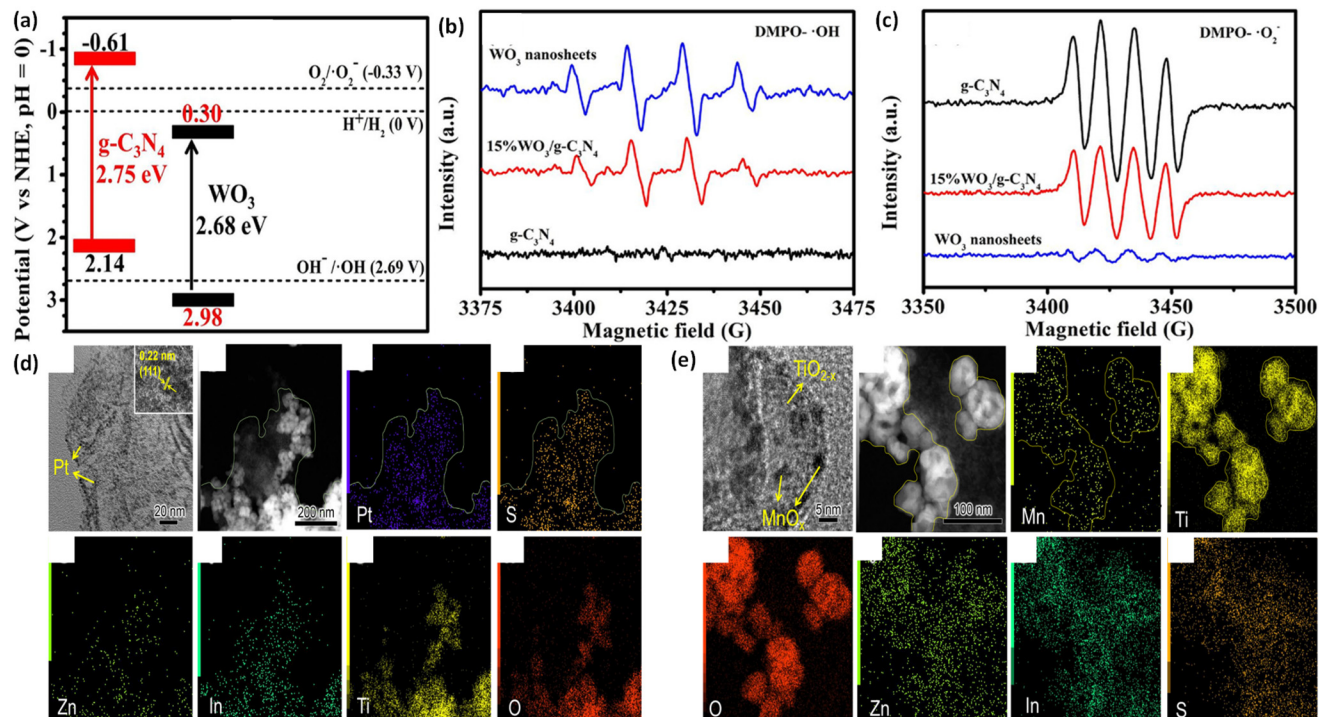 (a)
Potential (V vs NHE, pH = 0)
-1
0
1
2
3
-0.61
O₂/·O₂⁻ (-0.33 V)
0.30
H⁺/H₂ (0 V)
g-C₃N₄
2.75 eV
WO₃
2.68 eV
2.14
OH⁻/·OH (2.69 V)
2.98
(b)
DMPO- ·OH
WO₃ nanosheets
15%WO₃/g-C₃N₄
g-C₃N₄
Intensity (a.u.)
3375 3400 3425 3450 3475
Magnetic field (G)
(c)
DMPO- ·O₂⁻
g-C₃N₄
15%WO₃/g-C₃N₄
WO₃ nanosheets
Intensity (a.u.)
3350 3400 3450 3500
Magnetic field (G)
(d)
0.22 nm
(111)
Pt
20 nm
200 nm
Pt
S
Zn
In
Ti
O
(e)
TiO₂₋ₓ
MnOₓ
5 nm
100 nm
Mn
Ti
O
Zn
In
S